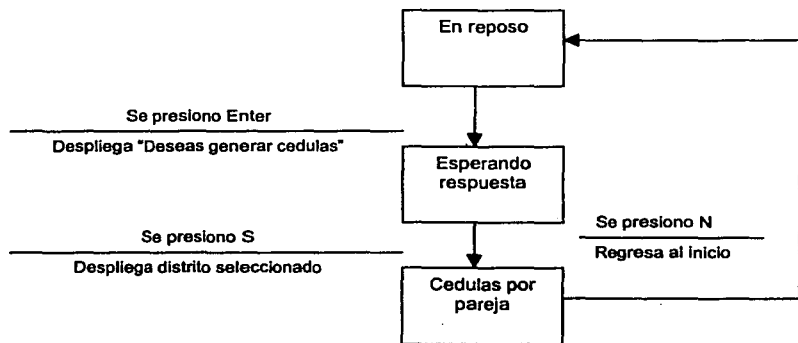 En reposo
Se presiono Enter
Despliega "Deseas generar cedulas"
Esperando
respuesta
Se presiono S
Despliega distrito seleccionado
Se presiono N
Regresa al inicio
Cedulas por
pareja